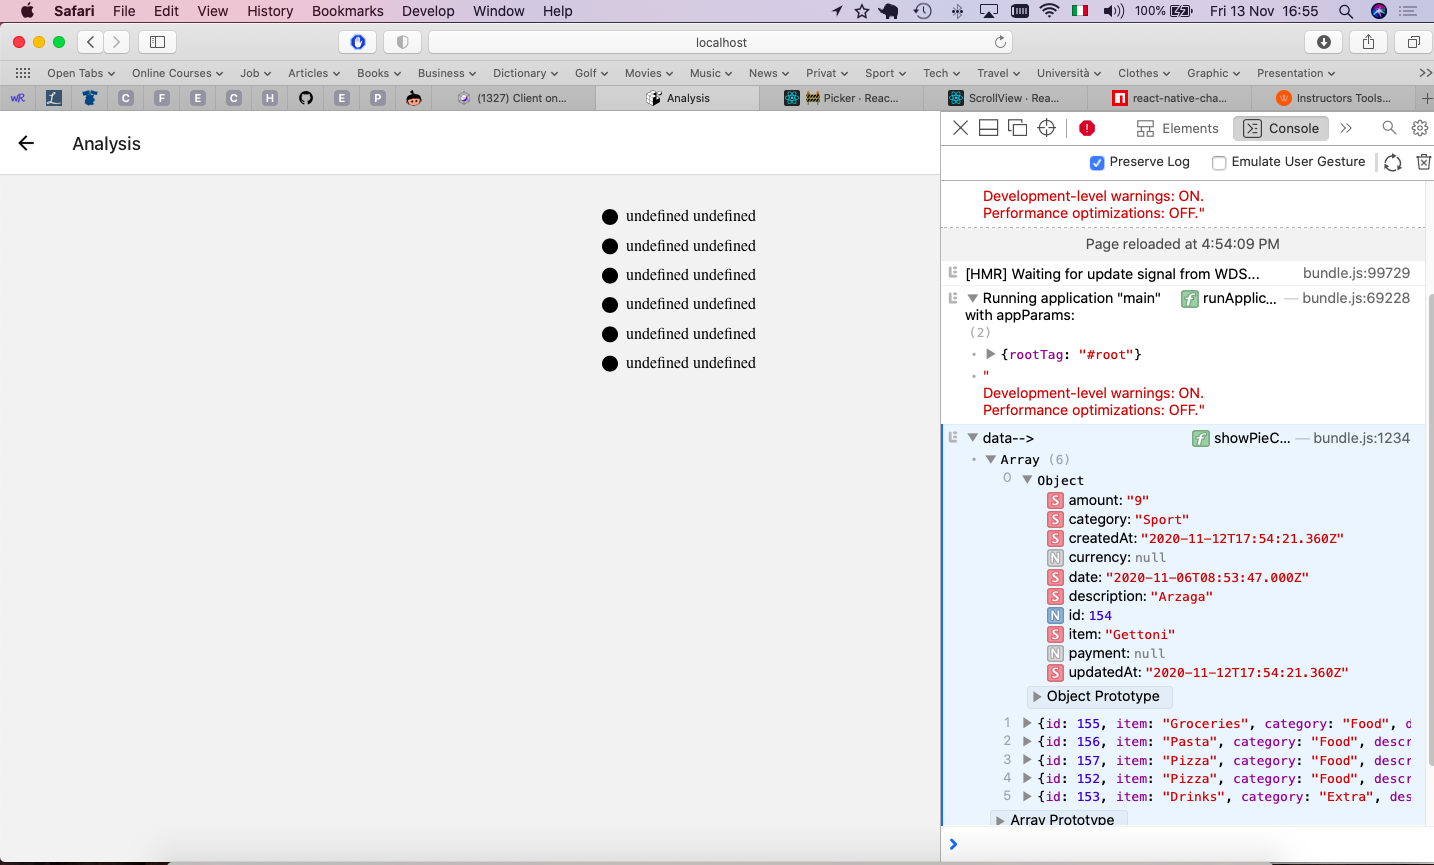 Safari File Edit View History Bookmarks Develop Window Help 100% Fri 13 Nov 16:55
localhost
Open Tabs Online Courses Job Articles Books Business Dictionary Golf Movies Music News Privat Sport Tech Travel Università Clothes Graphic Presentation
wR L C F E C H E P (1327) Client on... Analysis Picker · Reac... ScrollView · Rea... react-native-cha... Instructors Tools...
Analysis
Elements Console
Preserve Log Emulate User Gesture
undefined undefined
undefined undefined
undefined undefined
undefined undefined
undefined undefined
undefined undefined
Development-level warnings: ON.
Performance optimizations: OFF."
Page reloaded at 4:54:09 PM
[HMR] Waiting for update signal from WDS... bundle.js:99729
Running application "main" f runApplic... — bundle.js:69228
with appParams:
(2)
{rootTag: "#root"}
"
Development-level warnings: ON.
Performance optimizations: OFF."
data--> f showPieC... — bundle.js:1234
Array (6)
0 Object
S amount: "9"
S category: "Sport"
S createdAt: "2020-11-12T17:54:21.360Z"
N currency: null
S date: "2020-11-06T08:53:47.000Z"
S description: "Arzaga"
N id: 154
S item: "Gettoni"
N payment: null
S updatedAt: "2020-11-12T17:54:21.360Z"
Object Prototype
1 {id: 155, item: "Groceries", category: "Food", d
2 {id: 156, item: "Pasta", category: "Food", descr
3 {id: 157, item: "Pizza", category: "Food", descr
4 {id: 152, item: "Pizza", category: "Food", descr
5 {id: 153, item: "Drinks", category: "Extra", des
Array Prototype